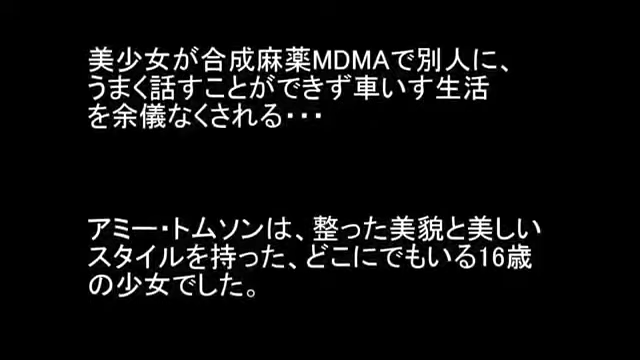 美少女が合成麻薬MDMAで別人に、
うまく話すことができず車いす生活
を余儀なくされる・・・
アミー・トムソンは、整った美貌と美しい
スタイルを持った、どこにでもいる16歳
の少女でした。